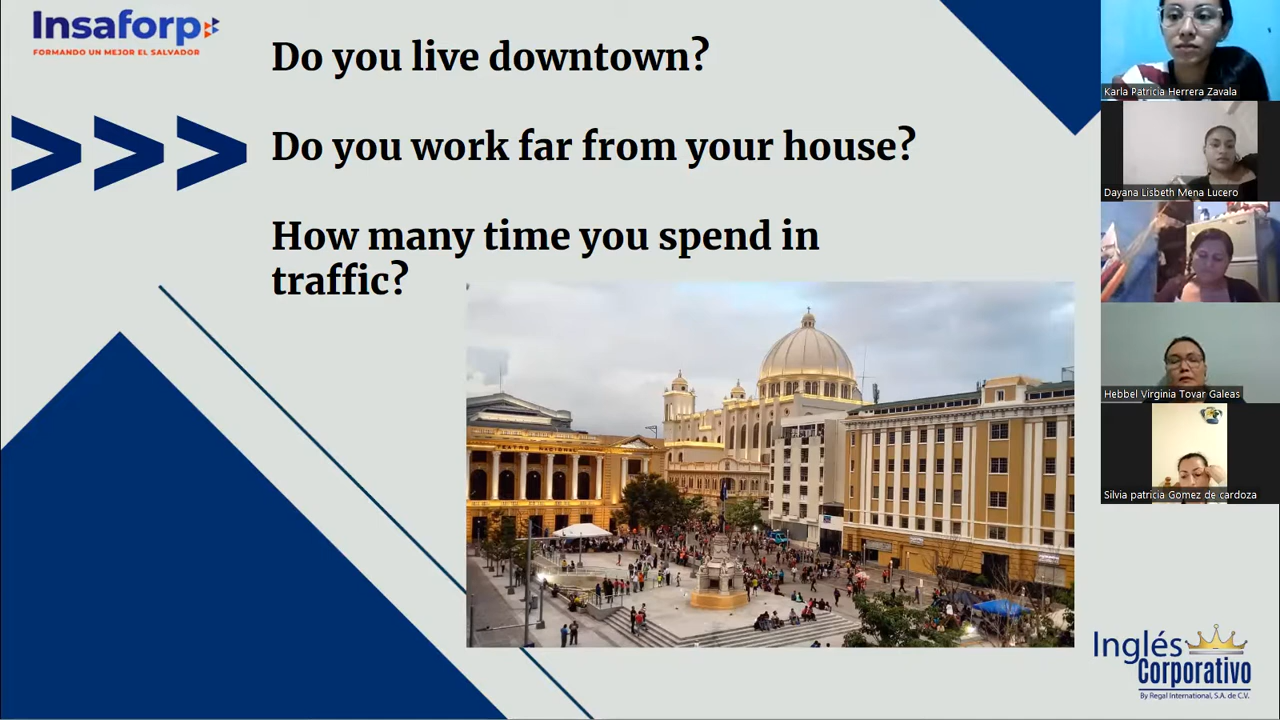 Insaforp
FORMANDO UN MEJOR EL SALVADOR
Do you live downtown?
Do you work far from your house?
How many time you spend in
traffic?
TEATRO NACIONAL
Karla Patricia Herrera Zavala
Dayana Lisbeth Mena Lucero
Hebbel Virginia Tovar Galeas
Silvia patricia Gomez de cardoza
Inglés
Corporativo
By Regal International, S.A. de C.V.